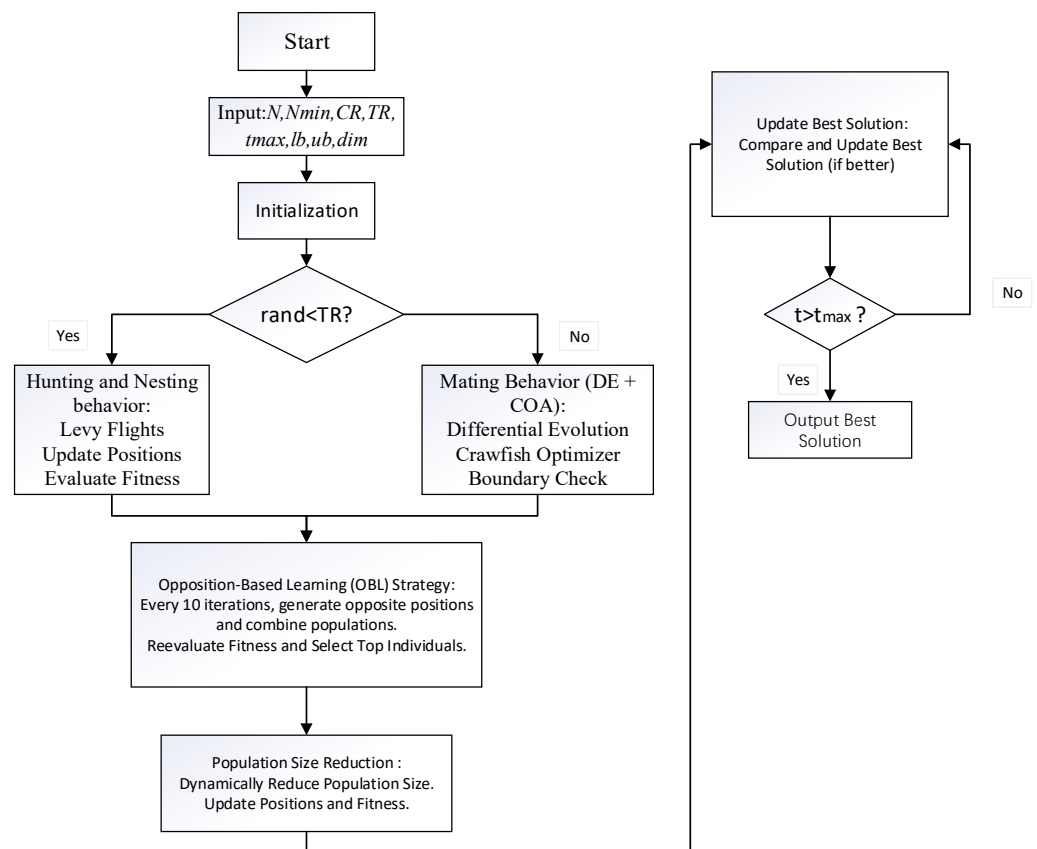 Start
Input:N,Nmin,CR,TR,
tmax,lb,ub,dim
Initialization
rand<TR?
Yes
No
Hunting and Nesting
behavior:
Levy Flights
Update Positions
Evaluate Fitness
Mating Behavior (DE +
COA):
Differential Evolution
Crawfish Optimizer
Boundary Check
Opposition-Based Learning (OBL) Strategy:
Every 10 iterations, generate opposite positions
and combine populations.
Reevaluate Fitness and Select Top Individuals.
Population Size Reduction :
Dynamically Reduce Population Size.
Update Positions and Fitness.
Update Best Solution:
Compare and Update Best
Solution (if better)
t>tmax ?
No
Yes
Output Best
Solution